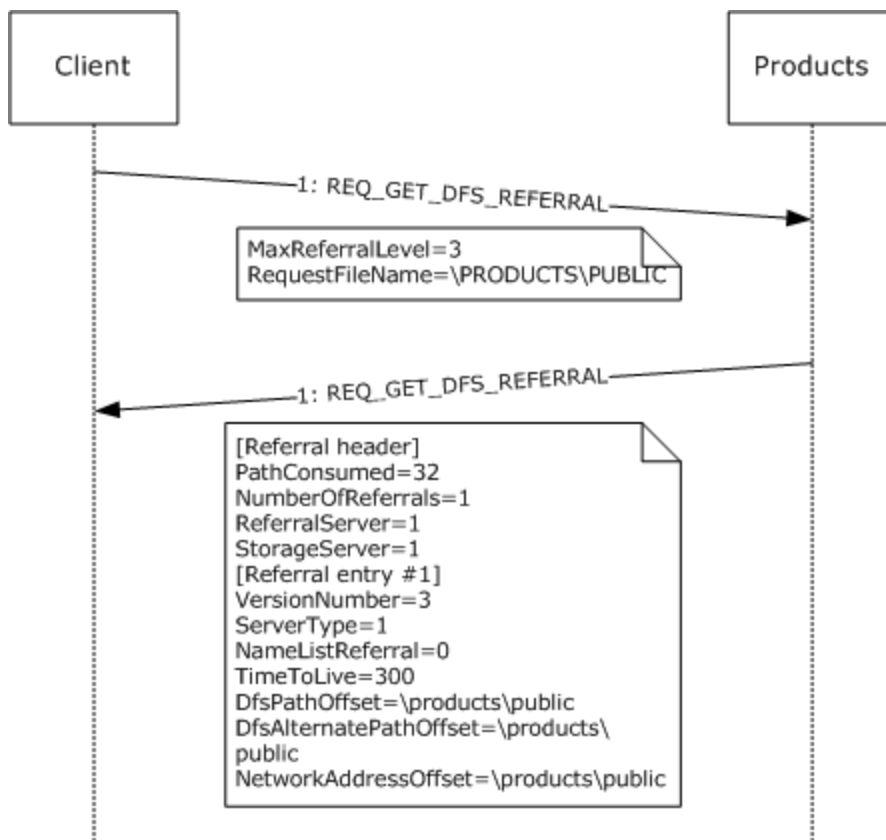 Client
Products
1: REQ_GET_DFS_REFERRAL
MaxReferralLevel=3
RequestFileName=\PRODUCTS\PUBLIC
1: REQ_GET_DFS_REFERRAL
[Referral header]
PathConsumed=32
NumberOfReferrals=1
ReferralServer=1
StorageServer=1
[Referral entry #1]
VersionNumber=3
ServerType=1
NameListReferral=0
TimeToLive=300
DfsPathOffset=\products\public
DfsAlternatePathOffset=\products\
public
NetworkAddressOffset=\products\public